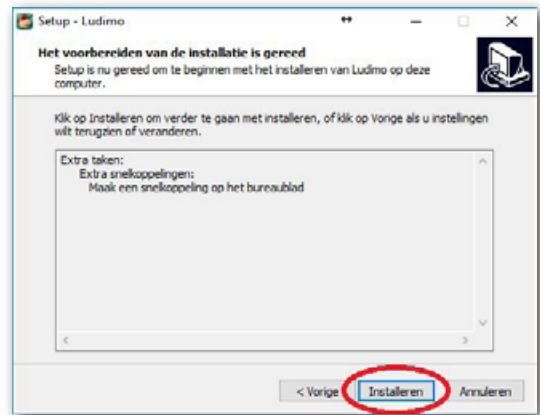 Setup - Ludimo
Het voorbereiden van de installatie is gereed
Setup is nu gereed om te beginnen met het installeren van Ludimo op deze
computer.
Klik op Installeren om verder te gaan met installeren, of klik op Vorige als u instellingen
wilt terugzien of veranderen.
Extra taken:
Extra snelkoppelingen:
Maak een snelkoppeling op het bureaublad
< Vorige Installeren Annuleren